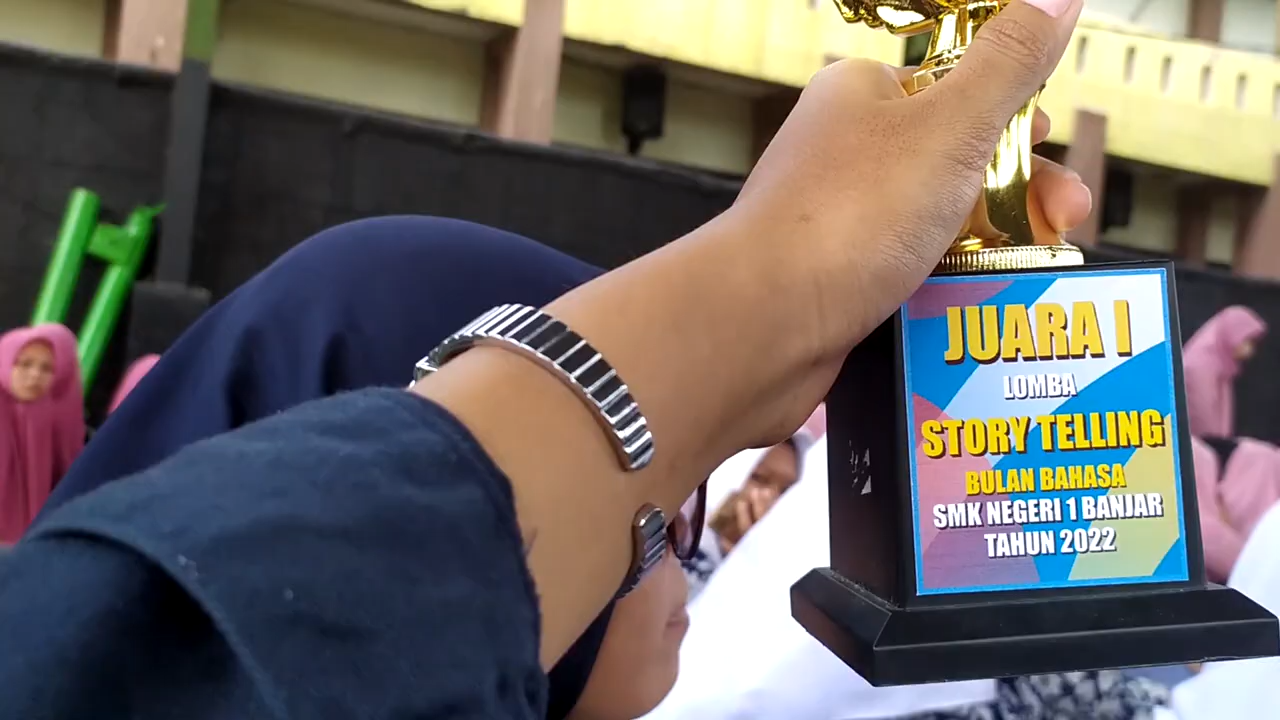 JUARA I
LOMBA
STORY TELLING
BULAN BAHASA
SMK NEGERI 1 BANJAR
TAHUN 2022